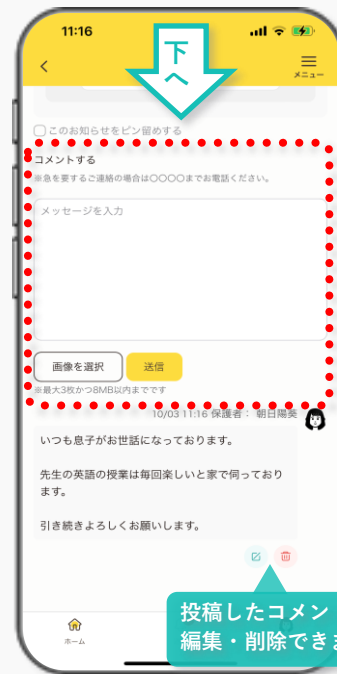 11:16
下
へ
メニュー
このお知らせをピン留めする
コメントする
※急を要するご連絡の場合は〇〇〇〇までお電話ください。
メッセージを入力
画像を選択
送信
※最大3枚かつ8MB以内までです
10/03 11:16 保護者： 朝日陽葵
いつも息子がお世話になっております。
先生の英語の授業は毎回楽しいと家で伺っており
ます。
引き続きよろしくお願いします。
投稿したコメン
編集・削除でき
ホーム